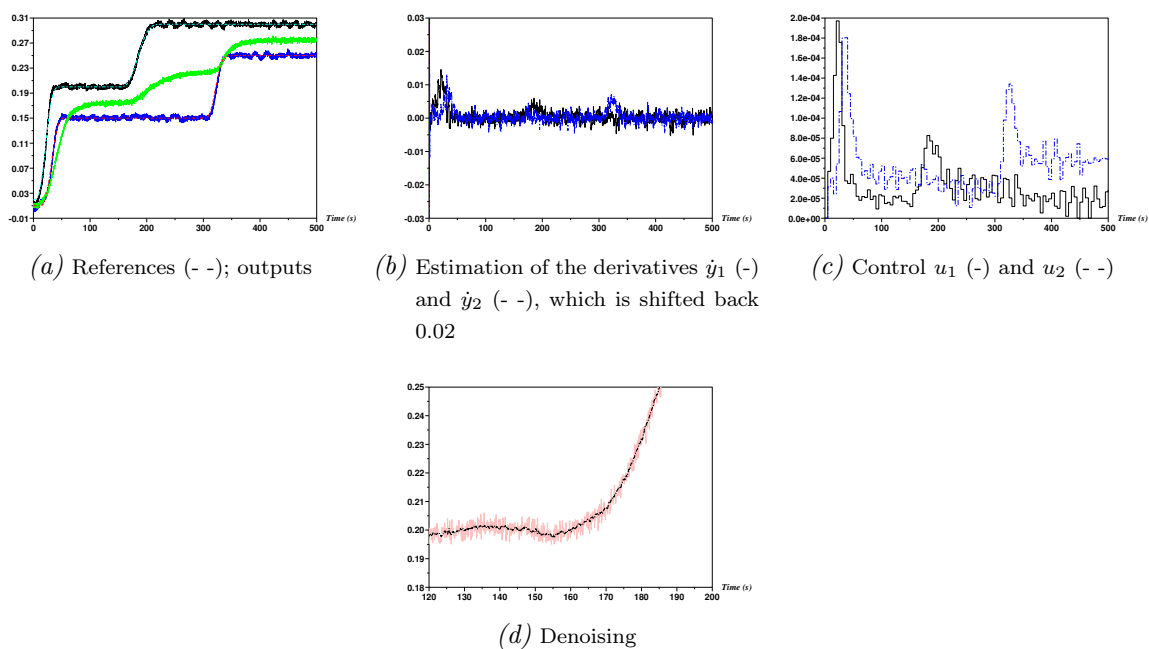 0.31
0.27
0.23
0.19
0.15
0.11
0.07
0.03
-0.01
0 100 200 300 400 500
Time (s)
(a) References (- -); outputs
0.03
0.02
0.01
0.00
-0.01
-0.02
-0.03
0 100 200 300 400 500
Time (s)
(b) Estimation of the derivatives ẏ1 (-)
and ẏ2 (- -), which is shifted back
0.02
2.0e-04
1.8e-04
1.6e-04
1.4e-04
1.2e-04
1.0e-04
8.0e-05
6.0e-05
4.0e-05
2.0e-05
0.0e+00
0 100 200 300 400 500
Time (s)
(c) Control u1 (-) and u2 (- -)
0.25
0.24
0.23
0.22
0.21
0.20
0.19
0.18
120 130 140 150 160 170 180 190 200
Time (s)
(d) Denoising